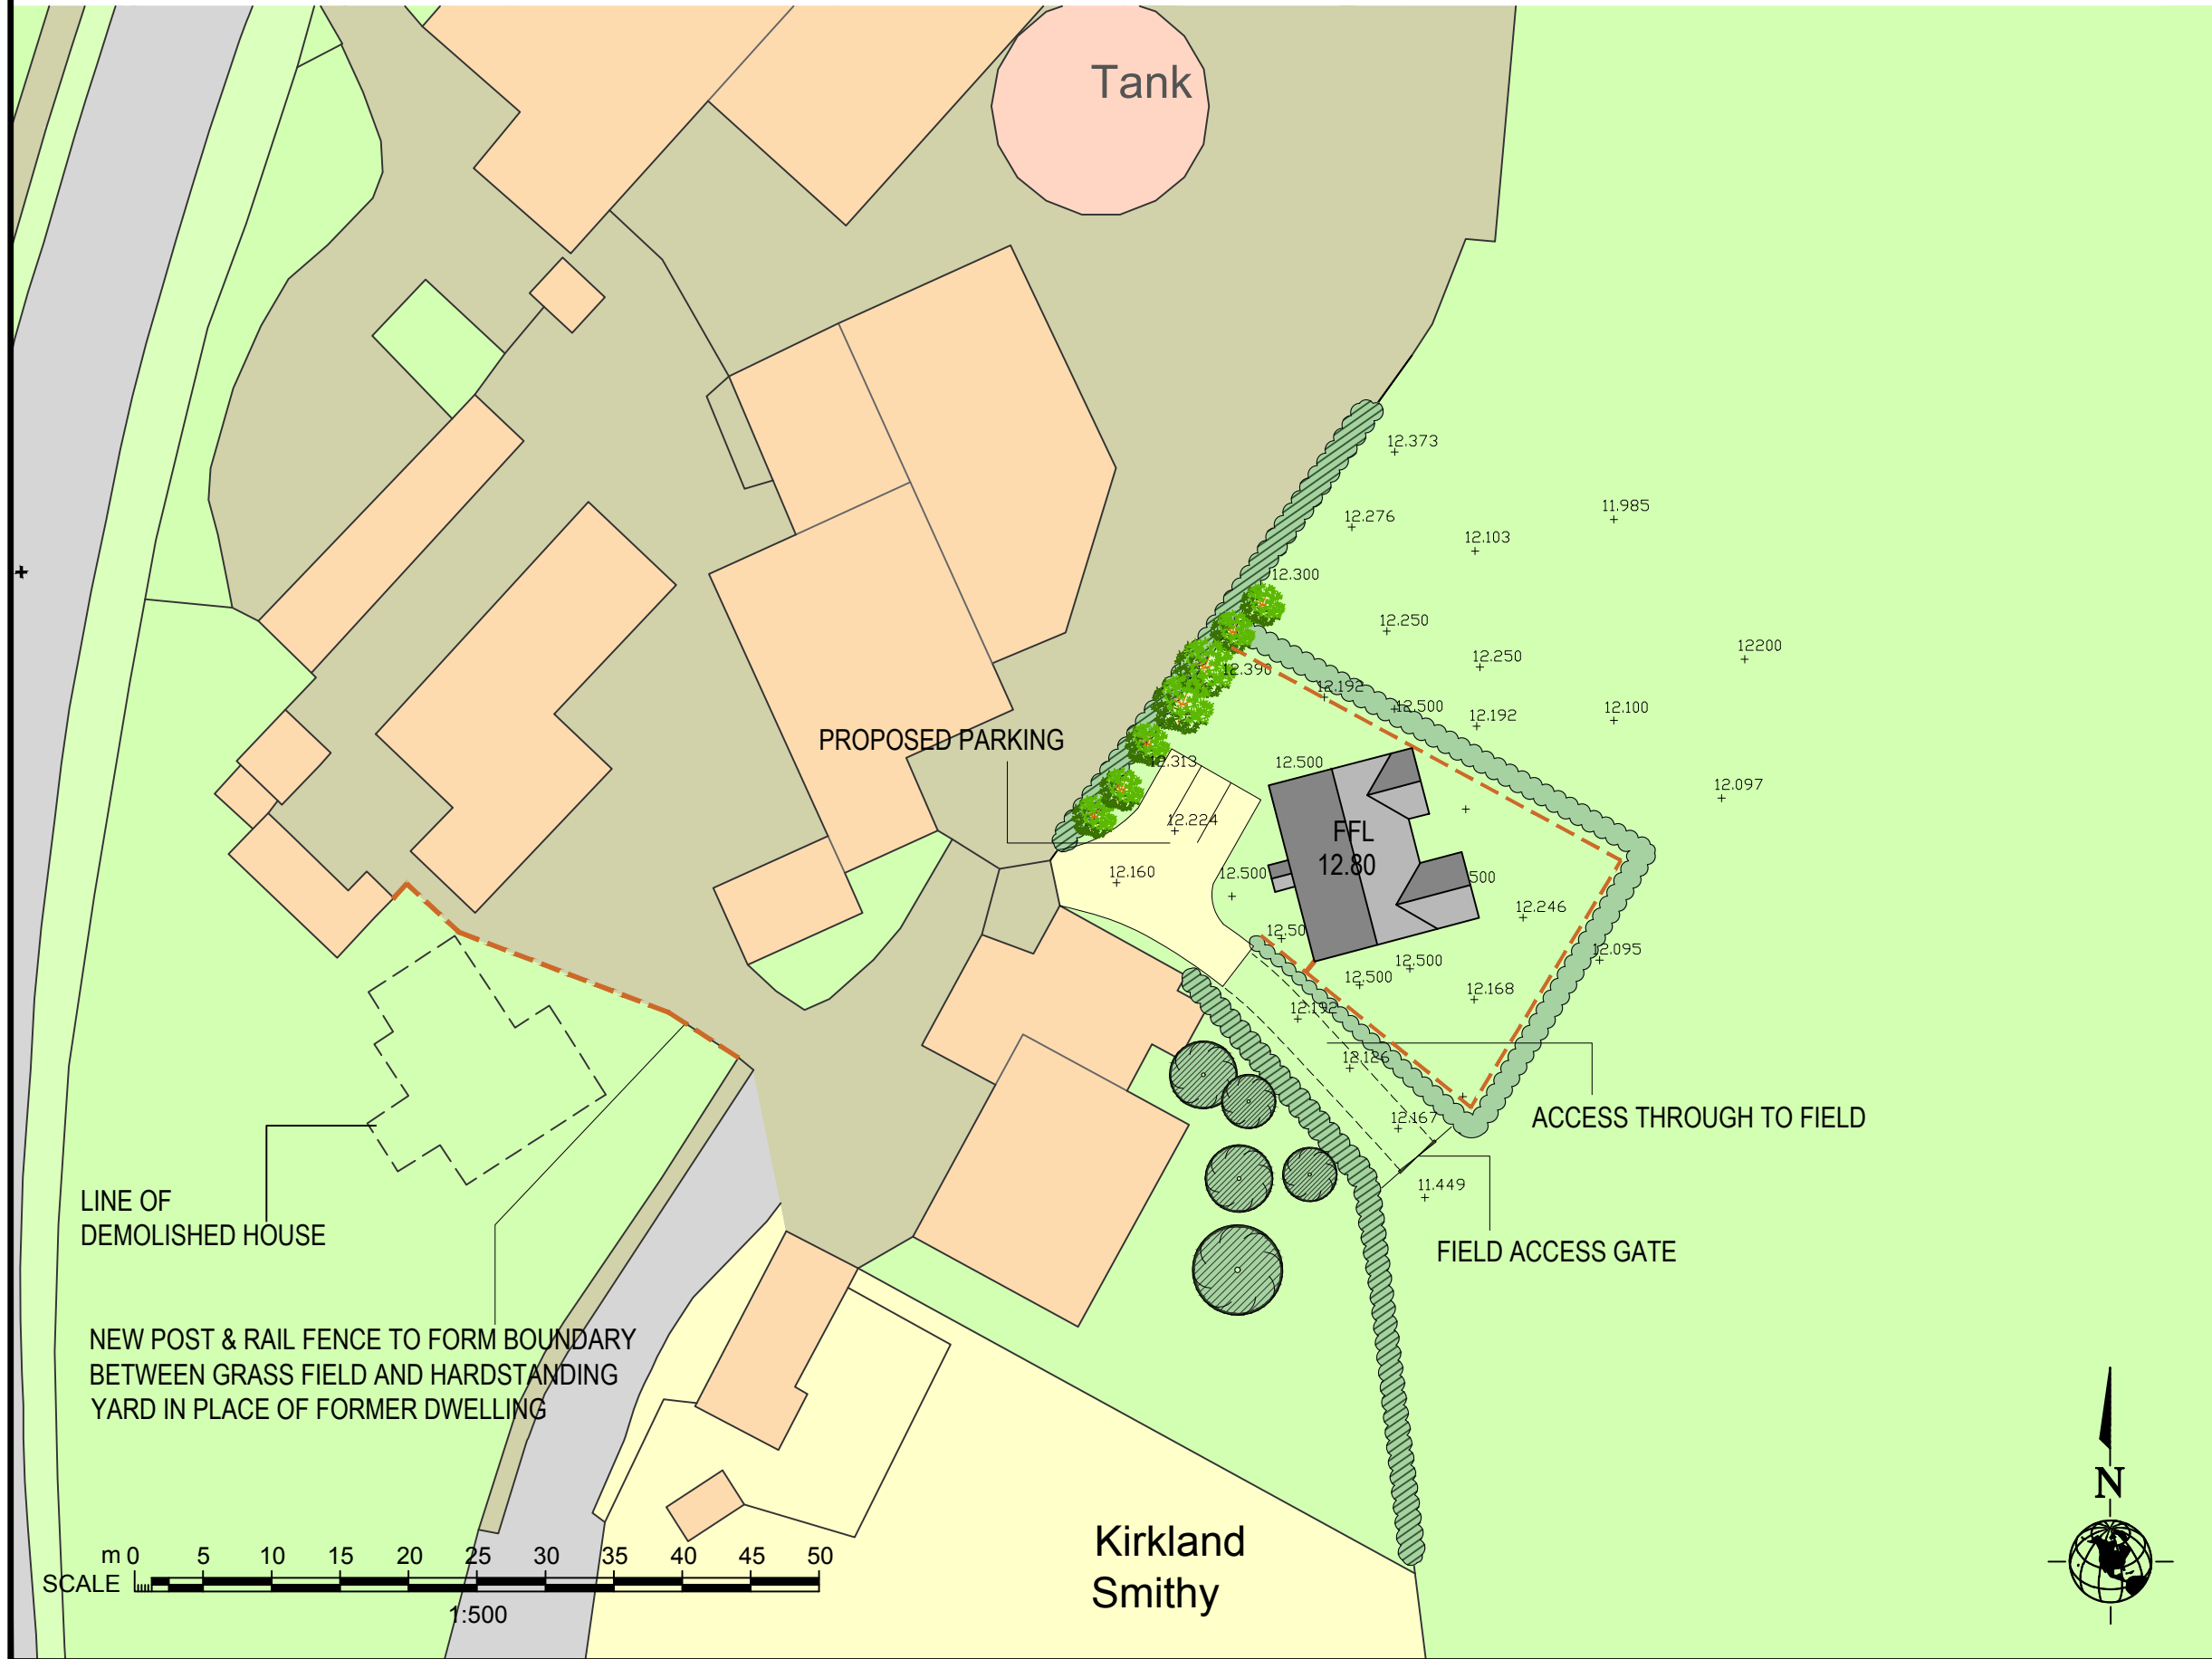 Tank
12.373
11.985
12.276
12.103
12.300
12.250
12200
12.250
12.390
12.192
12.500
12.192
12.100
PROPOSED PARKING
12.313
12.500
12.097
12.224
FFL
12.80
12.160
12.500
500
12.246
12.50
12.095
12.500
12.500
12.168
12.192
12.126
12.167
ACCESS THROUGH TO FIELD
11.449
LINE OF
DEMOLISHED HOUSE
FIELD ACCESS GATE
NEW POST & RAIL FENCE TO FORM BOUNDARY
BETWEEN GRASS FIELD AND HARDSTANDING
YARD IN PLACE OF FORMER DWELLING
N
Kirkland
Smithy
m 0 5 10 15 20 25 30 35 40 45 50
SCALE
1:500